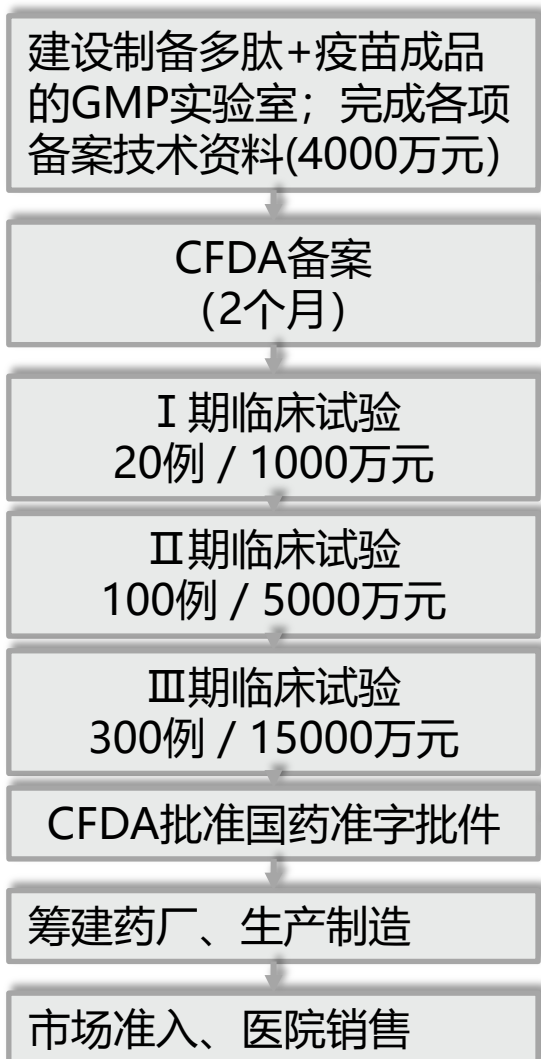 建设制备多肽+疫苗成品
的GMP实验室；完成各项
备案技术资料(4000万元)
CFDA备案
(2个月)
Ⅰ期临床试验
20例 / 1000万元
Ⅱ期临床试验
100例 / 5000万元
Ⅲ期临床试验
300例 / 15000万元
CFDA批准国药准字批件
筹建药厂、生产制造
市场准入、医院销售